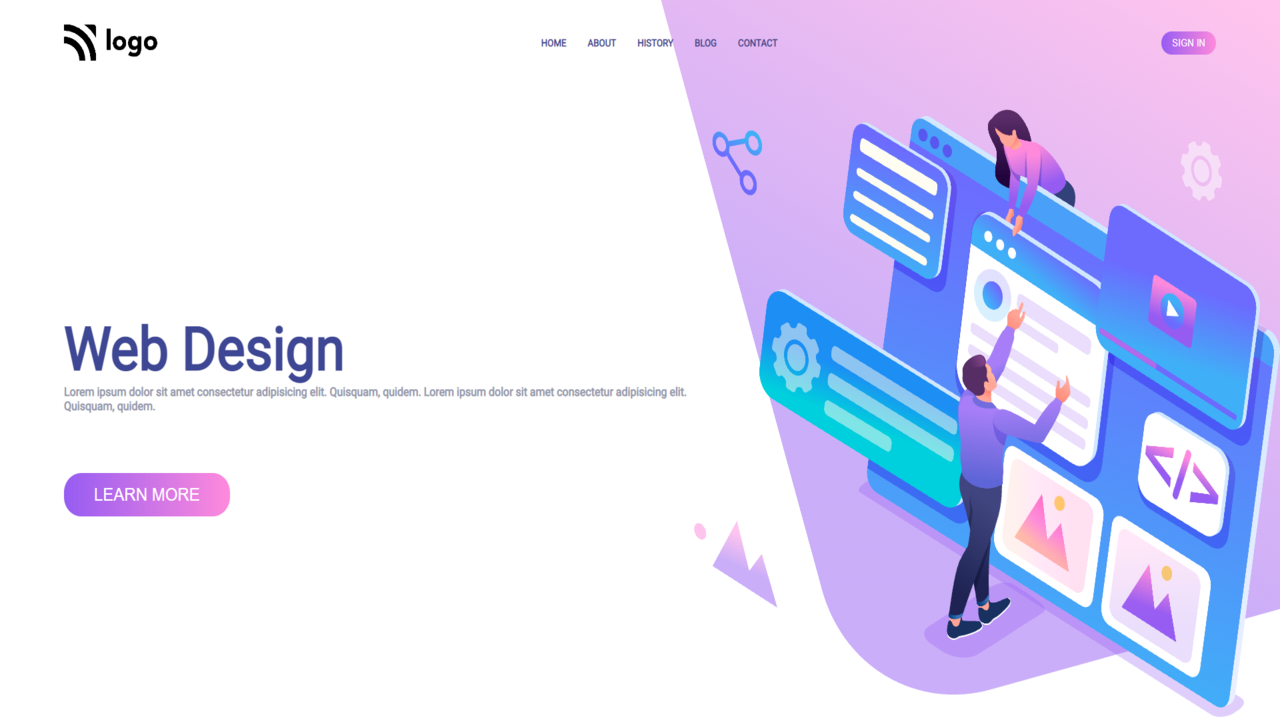 logo
HOME ABOUT HISTORY BLOG CONTACT
SIGN IN
Web Design
Lorem ipsum dolor sit amet consectetur adipisicing elit. Quisquam, quidem. Lorem ipsum dolor sit amet consectetur adipisicing elit.
Quisquam, quidem.
LEARN MORE